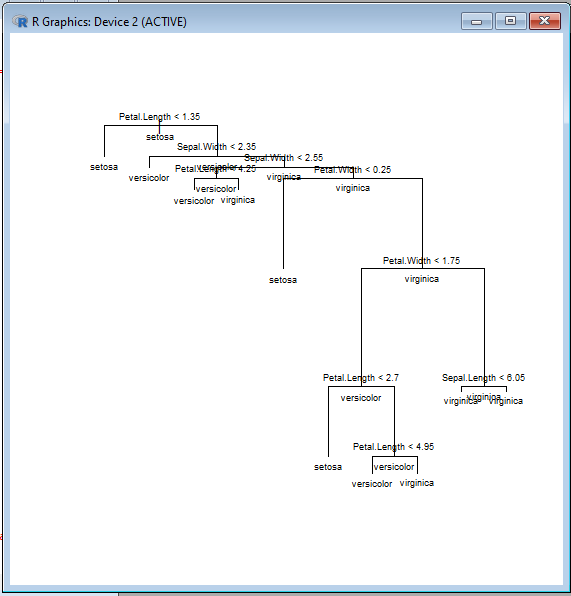 R Graphics: Device 2 (ACTIVE)
Petal.Length < 1.35
setosa
Sepal.Width < 2.35
setosa
versicolor
Sepal.Width < 2.55
versicolor
Petal.Length < 4.25
virginica
Petal.Width < 0.25
versicolor
virginica
versicolor
virginica
Petal.Width < 1.75
setosa
virginica
Petal.Length < 2.7
Sepal.Length < 6.05
versicolor
virginica
virginica
virginica
Petal.Length < 4.95
setosa
versicolor
versicolor
virginica